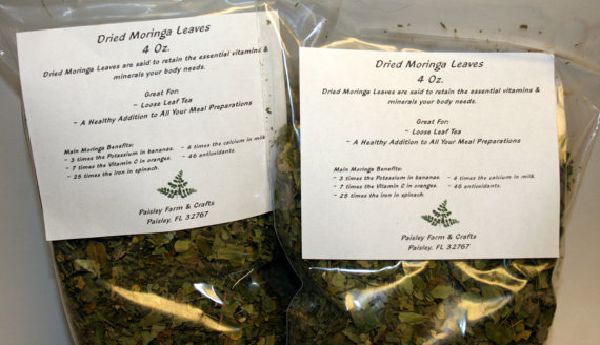 Dried Moringa Leaves
4 Oz.
Dried Moringa Leaves are said to retain the essential vitamins &
minerals your body needs.
Great For:
- Loose Leaf Tea
- A Healthy Addition to All Your Meal Preparations
Main Moringa Benefits:
- 3 times the Potassium in bananas. - 4 times the calcium in milk.
- 7 times the Vitamin C in oranges. - 46 antioxidants.
- 25 times the iron in spinach.
Paisley Farm & Crafts
Paisley, FL 32767
Dried Moringa Leaves
4 Oz.
Dried Moringa Leaves are said to retain the essential vitamins &
minerals your body needs.
Great For:
- Loose Leaf Tea
- A Healthy Addition to All Your Meal Preparations
Main Moringa Benefits:
- 3 times the Potassium in bananas. - 4 times the calcium in milk.
- 7 times the Vitamin C in oranges. - 46 antioxidants.
- 25 times the iron in spinach.
Paisley Farm & Crafts
Paisley, FL 32767